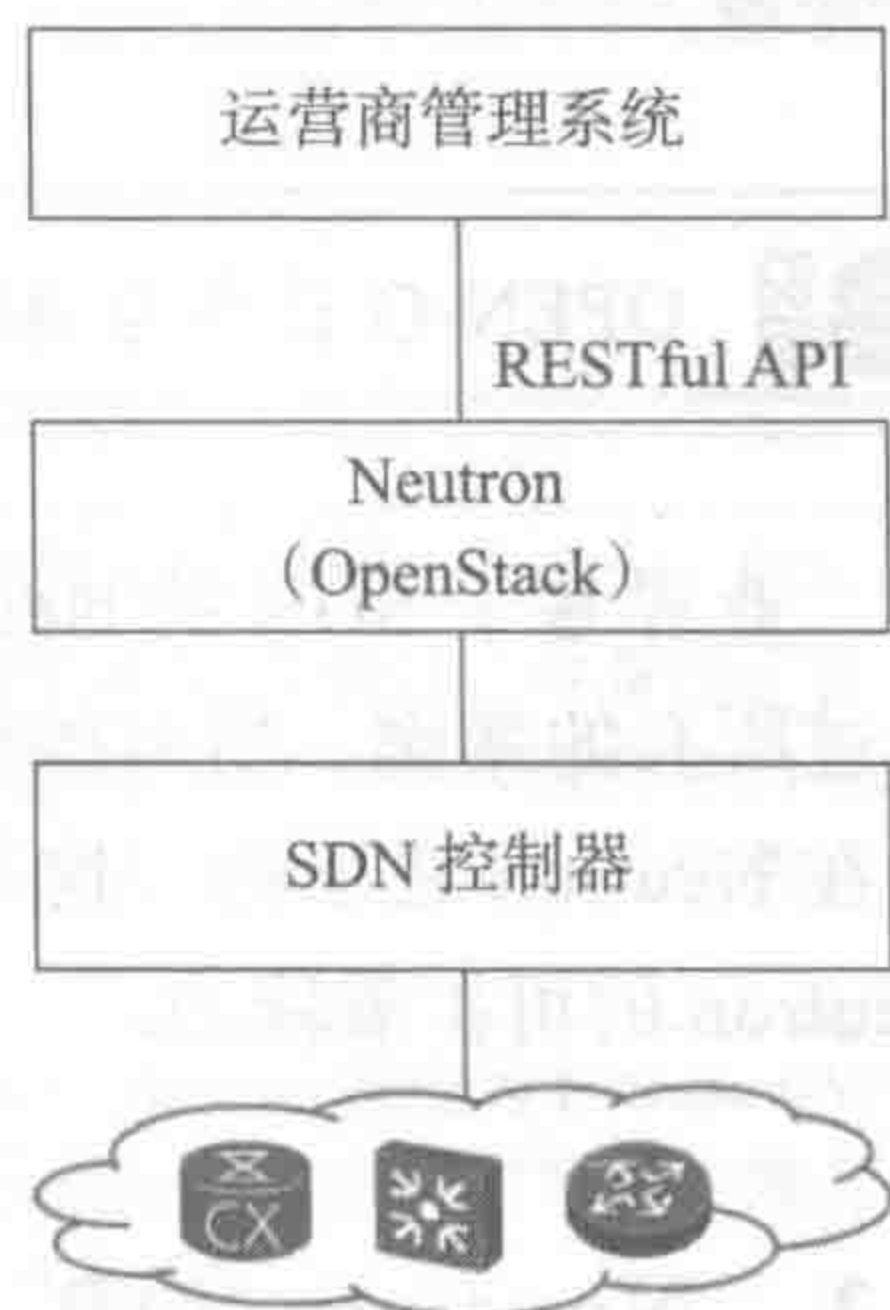 运营商管理系统
RESTful API
Neutron
（OpenStack）
SDN 控制器
CX